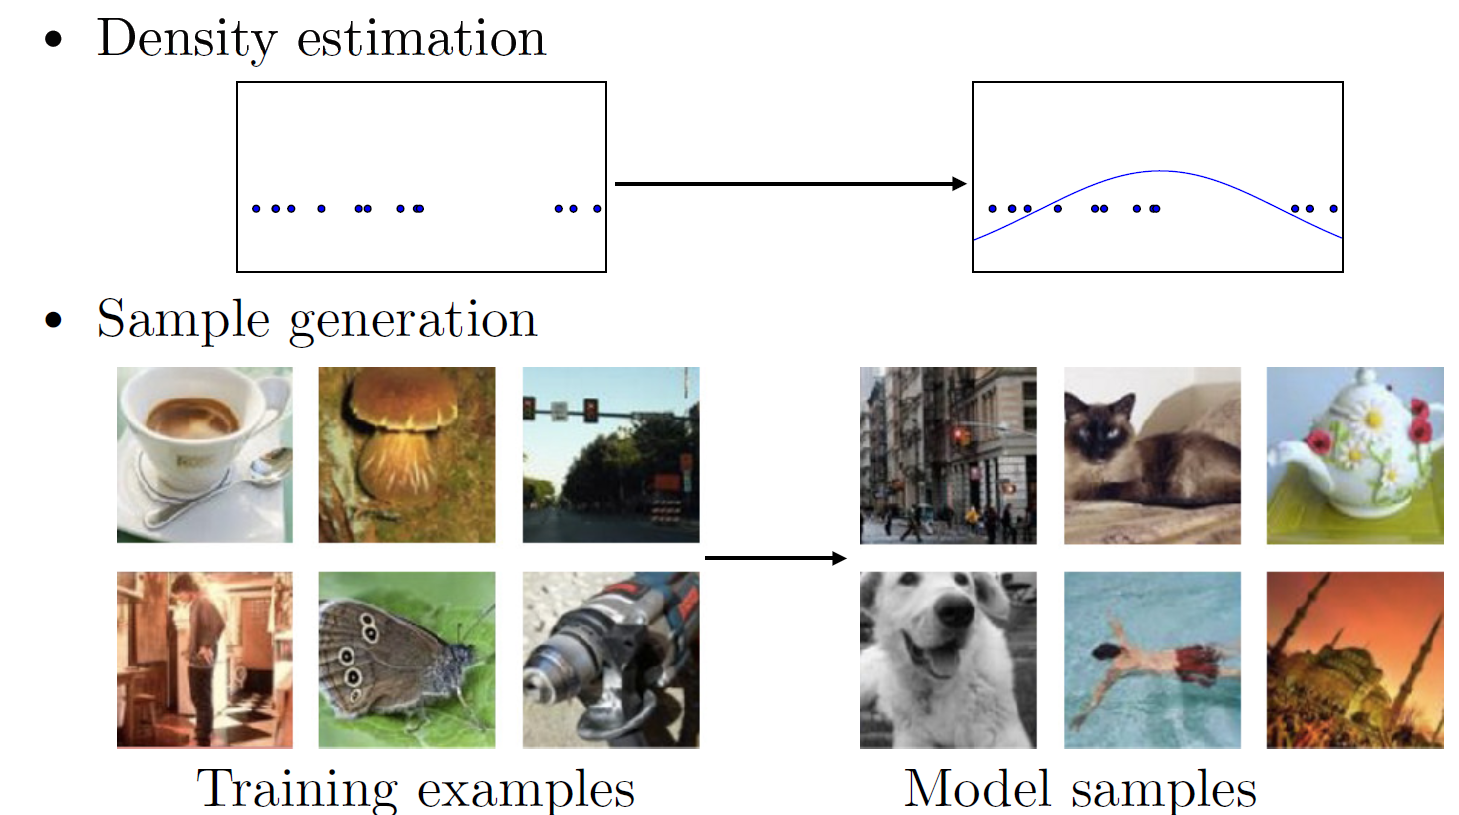 • Density estimation
• Sample generation
Training examples
Model samples